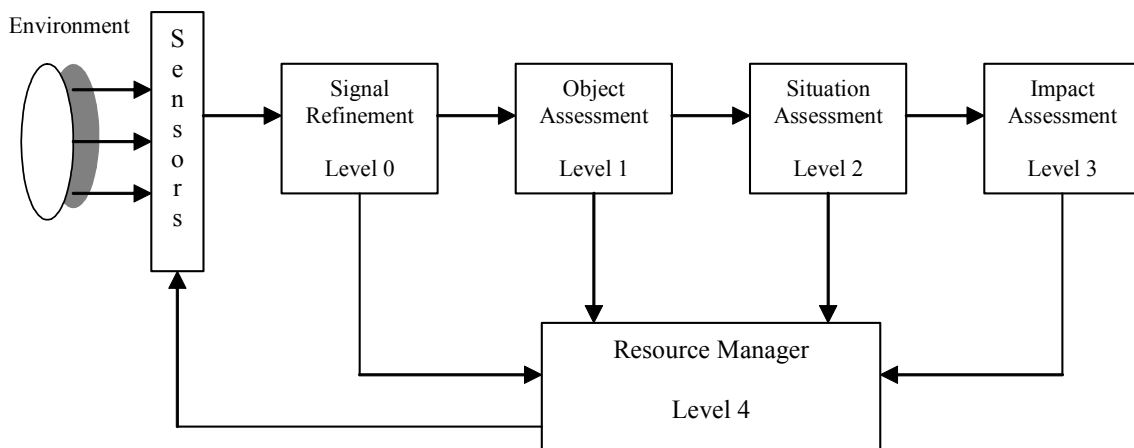 Environment
Sensors
Signal
Refinement
Level 0
Object
Assessment
Level 1
Situation
Assessment
Level 2
Impact
Assessment
Level 3
Resource Manager
Level 4